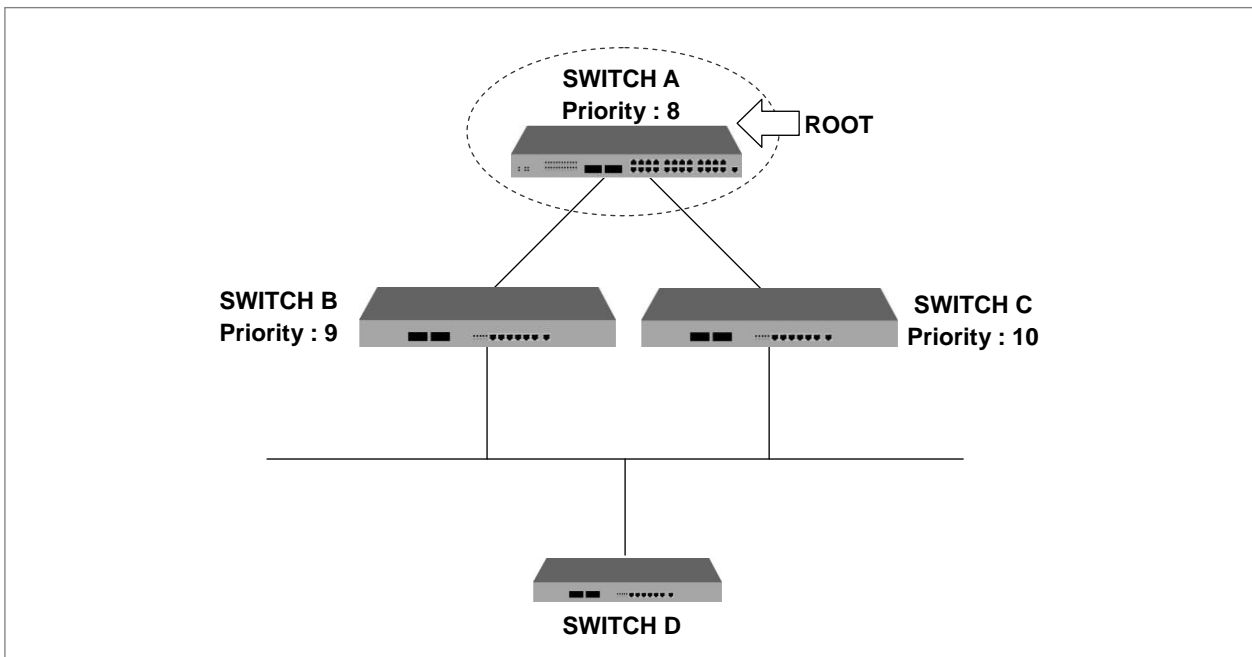 SWITCH A
Priority : 8
ROOT
SWITCH B
Priority : 9
SWITCH C
Priority : 10
SWITCH D